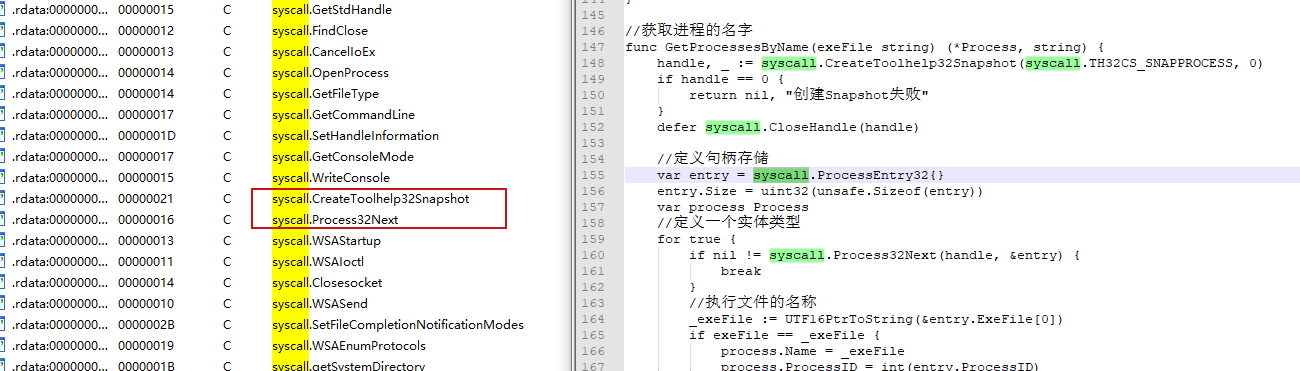 .rdata:0000000... 00000015 C syscall.GetStdHandle
.rdata:0000000... 00000012 C syscall.FindClose
.rdata:0000000... 00000013 C syscall.CancelIoEx
.rdata:0000000... 00000014 C syscall.OpenProcess
.rdata:0000000... 00000014 C syscall.GetFileType
.rdata:0000000... 00000017 C syscall.GetCommandLine
.rdata:0000000... 0000001D C syscall.SetHandleInformation
.rdata:0000000... 00000017 C syscall.GetConsoleMode
.rdata:0000000... 00000015 C syscall.WriteConsole
.rdata:0000000... 00000021 C syscall.CreateToolhelp32Snapshot
.rdata:0000000... 00000016 C syscall.Process32Next
.rdata:0000000... 00000013 C syscall.WSAStartup
.rdata:0000000... 00000011 C syscall.WSAIoctl
.rdata:0000000... 00000014 C syscall.Closesocket
.rdata:0000000... 00000010 C syscall.WSASend
.rdata:0000000... 0000002B C syscall.SetFileCompletionNotificationModes
.rdata:0000000... 00000019 C syscall.WSAEnumProtocols
.rdata:0000000... 0000001B C syscall.getSystemDirectory
144 }
145
146 //获取进程的名字
147 func GetProcessesByName(exeFile string) (*Process, string) {
148 handle, _ := syscall.CreateToolhelp32Snapshot(syscall.TH32CS_SNAPPROCESS, 0)
149 if handle == 0 {
150 return nil, "创建Snapshot失败"
151 }
152 defer syscall.CloseHandle(handle)
153
154 //定义句柄存储
155 var entry = syscall.ProcessEntry32{}
156 entry.Size = uint32(unsafe.Sizeof(entry))
157 var process Process
158 //定义一个实体类型
159 for true {
160 if nil != syscall.Process32Next(handle, &entry) {
161 break
162 }
163 //执行文件的名称
164 _exeFile := UTF16PtrToString(&entry.ExeFile[0])
165 if exeFile == _exeFile {
166 process.Name = _exeFile
167 process.ProcessID = int(entry.ProcessID)